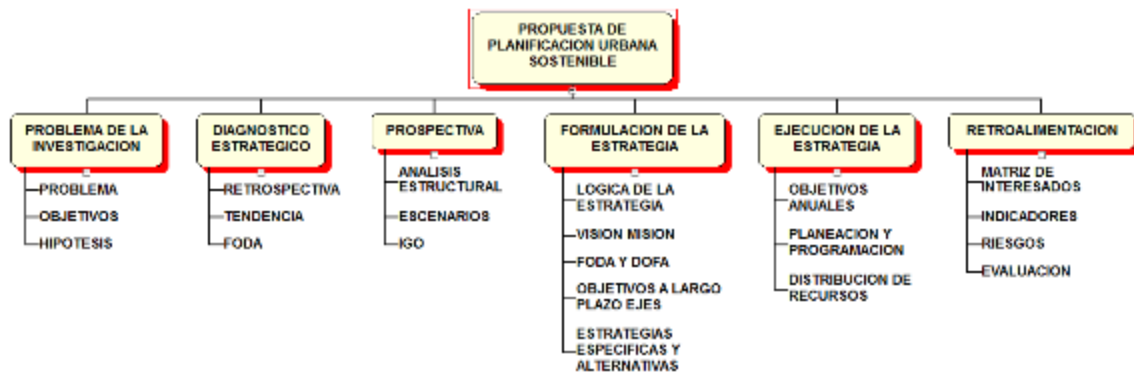 PROPUESTA DE
PLANIFICACION URBANA
SOSTENIBLE
PROBLEMA DE LA
INVESTIGACION
PROBLEMA
OBJETIVOS
HIPOTESIS
DIAGNOSTICO
ESTRATEGICO
RETROSPECTIVA
TENDENCIA
FODA
PROSPECTIVA
ANALISIS
ESTRUCTURAL
ESCENARIOS
IGO
FORMULACION DE LA
ESTRATEGIA
LOGICA DE LA
ESTRATEGIA
VISION MISION
FODA Y DOFA
OBJETIVOS A LARGO
PLAZO EJES
ESTRATEGIAS
ESPECIFICAS Y
ALTERNATIVAS
EJECUCION DE LA
ESTRATEGIA
OBJETIVOS
ANUALES
PLANEACION Y
PROGRAMACION
DISTRIBUCION DE
RECURSOS
RETROALIMENTACION
MATRIZ DE
INTERESADOS
INDICADORES
RIESGOS
EVALUACION